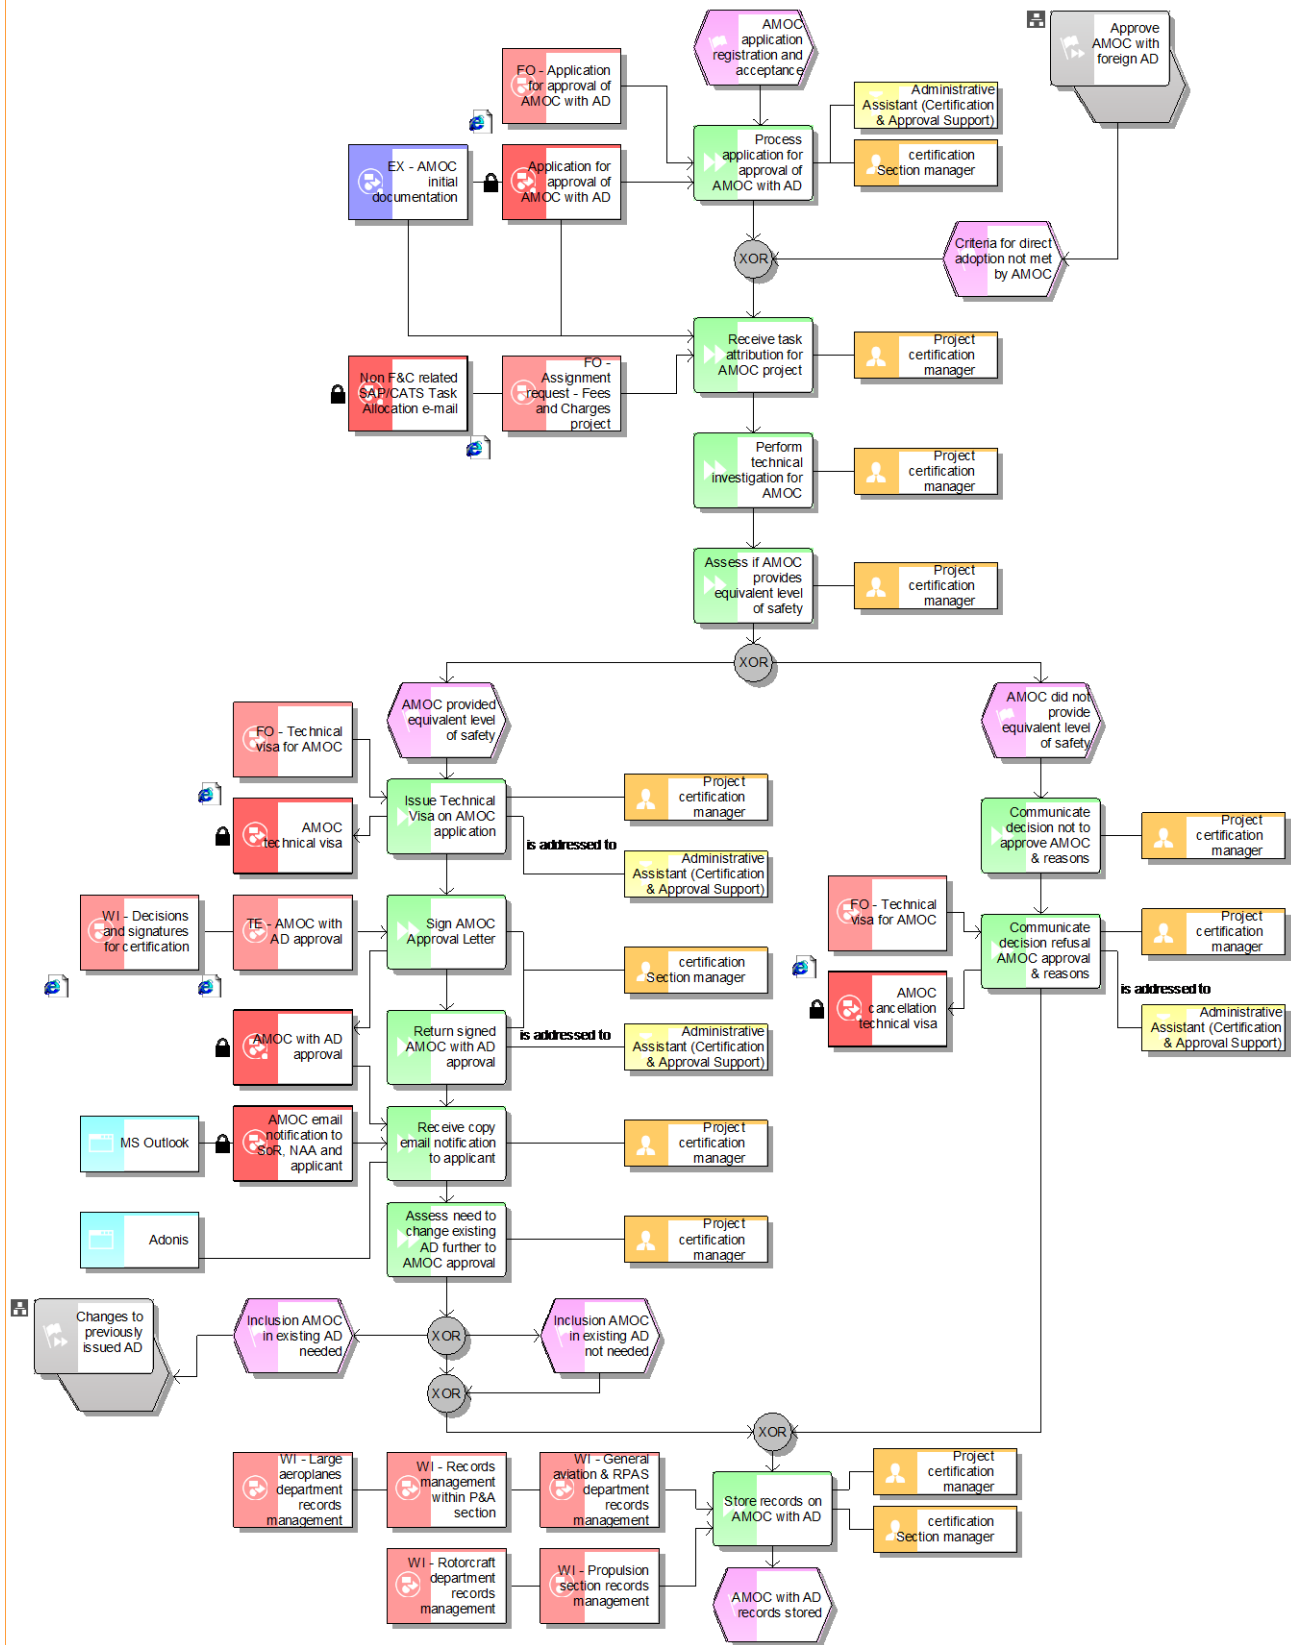 AMOC
application
registration and
acceptance
Approve
AMOC with
foreign AD
FO - Application
for approval of
AMOC with AD
Administrative
Assistant (Certification
& Approval Support)
Process
application for
approval of
AMOC with AD
EX - AMOC
initial
documentation
Application for
approval of
AMOC with AD
certification
Section manager
XOR
Criteria for direct
adoption not met
by AMOC
Receive task
attribution for
AMOC project
Project
certification
manager
Non F&C related
SAP/CATS Task
Allocation e-mail
FO -
Assignment
request - Fees
and Charges
project
Perform
technical
investigation for
AMOC
Project
certification
manager
Assess if AMOC
provides
equivalent level
of safety
Project
certification
manager
XOR
AMOC provided
equivalent level
of safety
AMOC did not
provide
equivalent level
of safety
FO - Technical
visa for AMOC
Issue Technical
Visa on AMOC
application
Project
certification
manager
AMOC
technical visa
is addressed to
Administrative
Assistant (Certification
& Approval Support)
Communicate
decision not to
approve AMOC
& reasons
Project
certification
manager
WI - Decisions
and signatures
for certification
TE - AMOC with
AD approval
Sign AMOC
Approval Letter
certification
Section manager
FO - Technical
visa for AMOC
Communicate
decision refusal
AMOC approval
& reasons
Project
certification
manager
is addressed to
AMOC
cancellation
technical visa
Administrative
Assistant (Certification
& Approval Support)
AMOC with AD
approval
Return signed
AMOC with AD
approval
is addressed to
Administrative
Assistant (Certification
& Approval Support)
MS Outlook
AMOC email
notification to
SoR, NAA and
applicant
Receive copy
email notification
to applicant
Project
certification
manager
Adonis
Assess need to
change existing
AD further to
AMOC approval
Project
certification
manager
Changes to
previously
issued AD
Inclusion AMOC
in existing AD
needed
XOR
Inclusion AMOC
in existing AD
not needed
XOR
XOR
WI - Large
aeroplanes
department
records
management
WI - Records
management
within P&A
section
WI - General
aviation & RPAS
department
records
management
Store records on
AMOC with AD
Project
certification
manager
certification
Section manager
WI - Rotorcraft
department
records
management
WI - Propulsion
section records
management
AMOC with AD
records stored